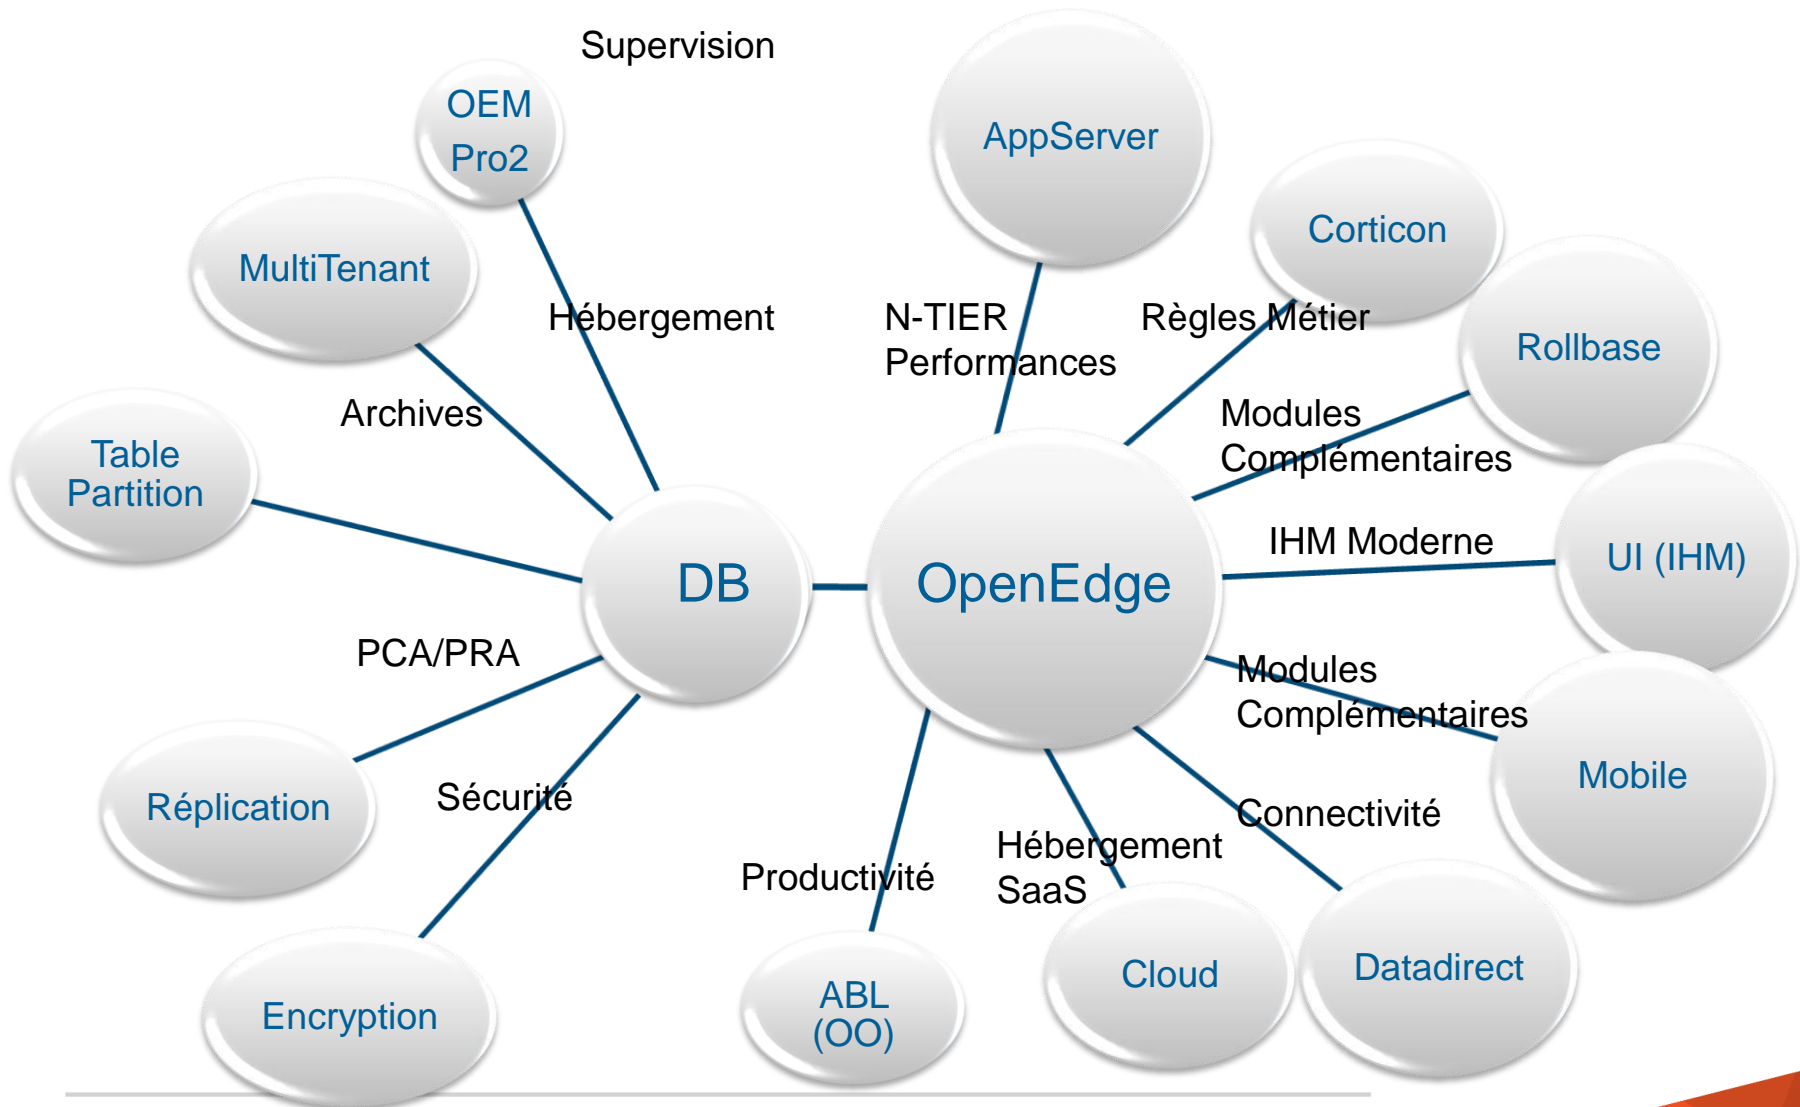 Supervision
OEM
Pro2
AppServer
Corticon
MultiTenant
Hébergement
N-TIER
Performances
Règles Métier
Rollbase
Archives
Modules
Complémentaires
Table
Partition
IHM Moderne
UI (IHM)
DB
OpenEdge
PCA/PRA
Modules
Complémentaires
Mobile
Réplication
Sécurité
Connectivité
Productivité
Hébergement
SaaS
Encryption
ABL
(OO)
Cloud
Datadirect